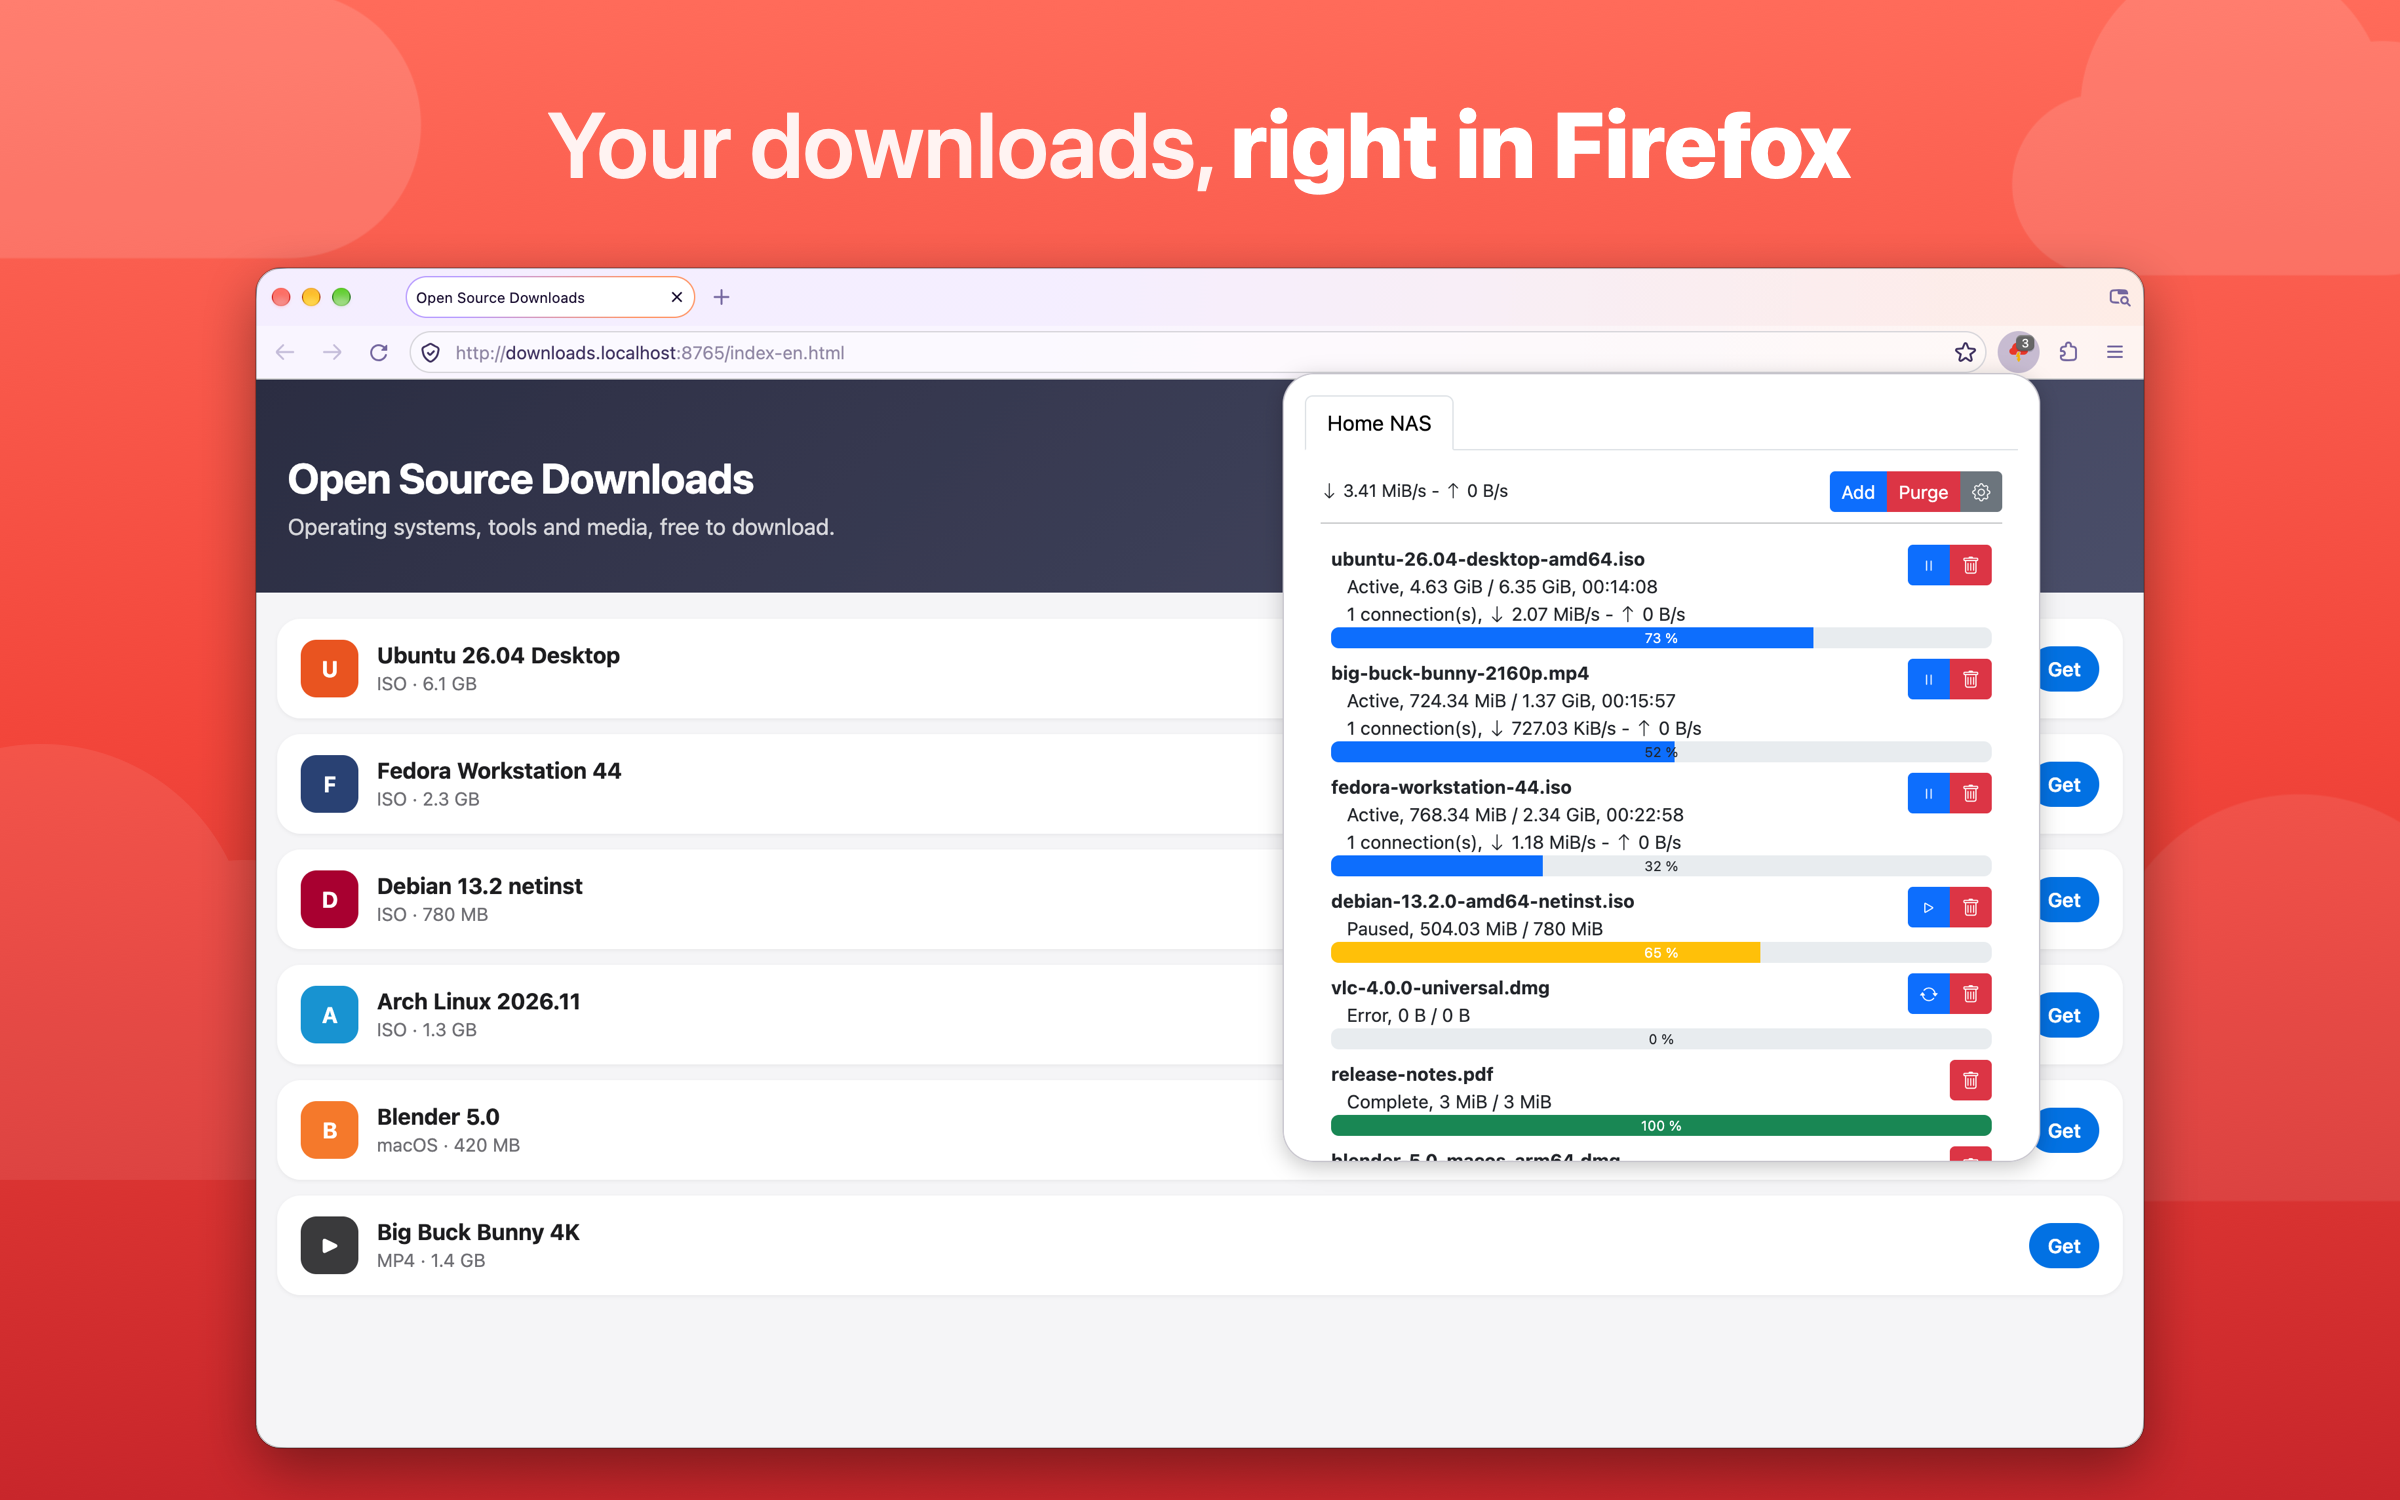 Your downloads, right in Firefox
Open Source Downloads
http://downloads.localhost:8765/index-en.html
3
Open Source Downloads
Operating systems, tools and media, free to download.
U
Ubuntu 26.04 Desktop
ISO · 6.1 GB
Get
F
Fedora Workstation 44
ISO · 2.3 GB
Get
D
Debian 13.2 netinst
ISO · 780 MB
Get
A
Arch Linux 2026.11
ISO · 1.3 GB
Get
B
Blender 5.0
macOS · 420 MB
Get
Big Buck Bunny 4K
MP4 · 1.4 GB
Get
Home NAS
↓ 3.41 MiB/s - ↑ 0 B/s
Add Purge
ubuntu-26.04-desktop-amd64.iso
Active, 4.63 GiB / 6.35 GiB, 00:14:08
1 connection(s), ↓ 2.07 MiB/s - ↑ 0 B/s
73 %
big-buck-bunny-2160p.mp4
Active, 724.34 MiB / 1.37 GiB, 00:15:57
1 connection(s), ↓ 727.03 KiB/s - ↑ 0 B/s
52 %
fedora-workstation-44.iso
Active, 768.34 MiB / 2.34 GiB, 00:22:58
1 connection(s), ↓ 1.18 MiB/s - ↑ 0 B/s
32 %
debian-13.2.0-amd64-netinst.iso
Paused, 504.03 MiB / 780 MiB
65 %
vlc-4.0.0-universal.dmg
Error, 0 B / 0 B
0 %
release-notes.pdf
Complete, 3 MiB / 3 MiB
100 %
blender-5.0-macos-arm64.dmg